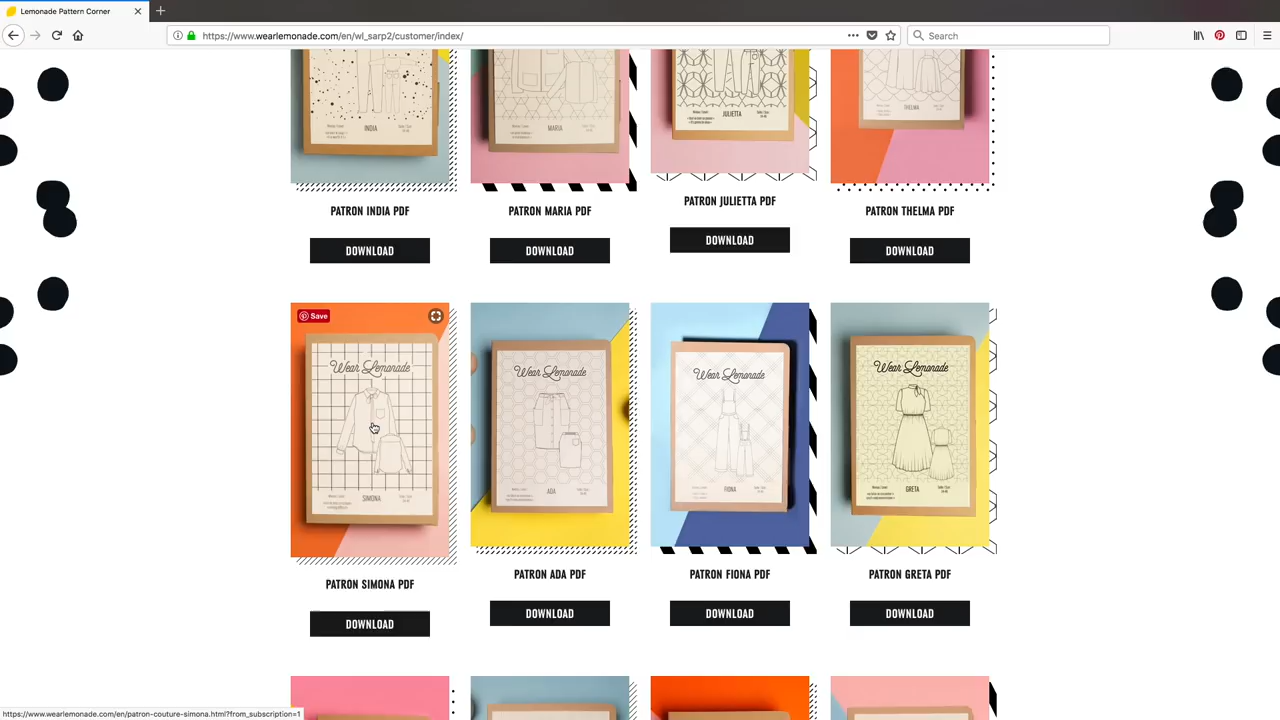 Lemonade Pattern Corner
https://www.wearlemonade.com/en/wl_sarp2/customer/index/
Search
INDIA
MARIA
JULIETTA
THELMA
PATRON INDIA PDF
PATRON MARIA PDF
PATRON JULIETTA PDF
PATRON THELMA PDF
DOWNLOAD
DOWNLOAD
DOWNLOAD
DOWNLOAD
Save
Wear Lemonade
Wear Lemonade
Wear Lemonade
Wear Lemonade
SIMONA
ADA
FIONA
GRETA
PATRON SIMONA PDF
PATRON ADA PDF
PATRON FIONA PDF
PATRON GRETA PDF
DOWNLOAD
DOWNLOAD
DOWNLOAD
DOWNLOAD
https://www.wearlemonade.com/en/patron-couture-simona.html?from_subscription=1